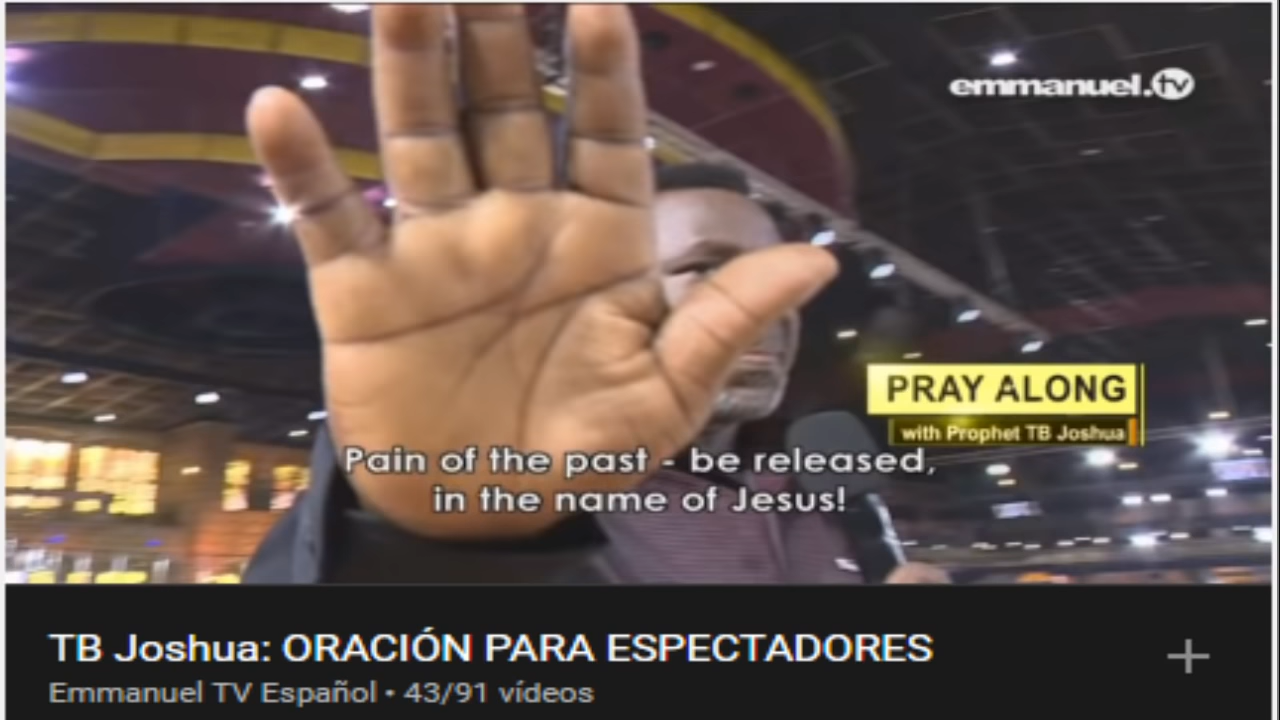 emmanuel.tv
PRAY ALONG
with Prophet TB Joshua
Pain of the past - be released,
in the name of Jesus!
TB Joshua: ORACIÓN PARA ESPECTADORES
Emmanuel TV Español • 43/91 vídeos